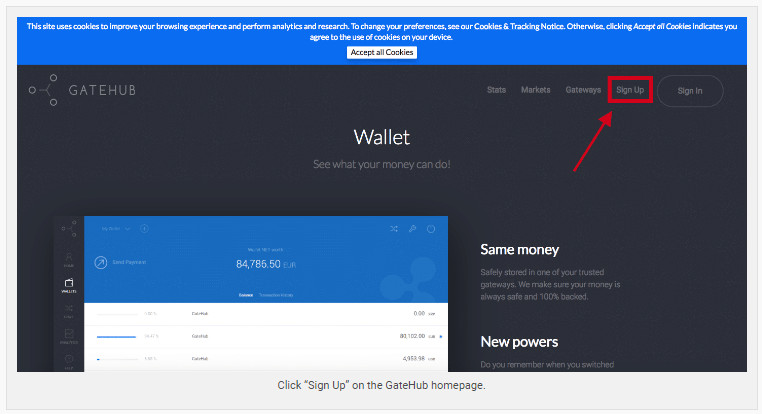 This site uses cookies to improve your browsing experience and perform analytics and research. To change your preferences, see our Cookies & Tracking Notice. Otherwise, clicking Accept all Cookies indicates you
agree to the use of cookies on your device.
Accept all Cookies
GATEHUB
Stats Markets Gateways Sign Up Sign In
Wallet
See what your money can do!
84,785.50 EUR
Send Payment
Same money
WALLETS
GateHub 0.00
Safely stored in one of your trusted
gateways. We make sure your money is
always safe and 100% backed.
GateHub 80,102.00
New powers
GateHub 4,953.98
Do you remember when you switched
Click “Sign Up” on the GateHub homepage.